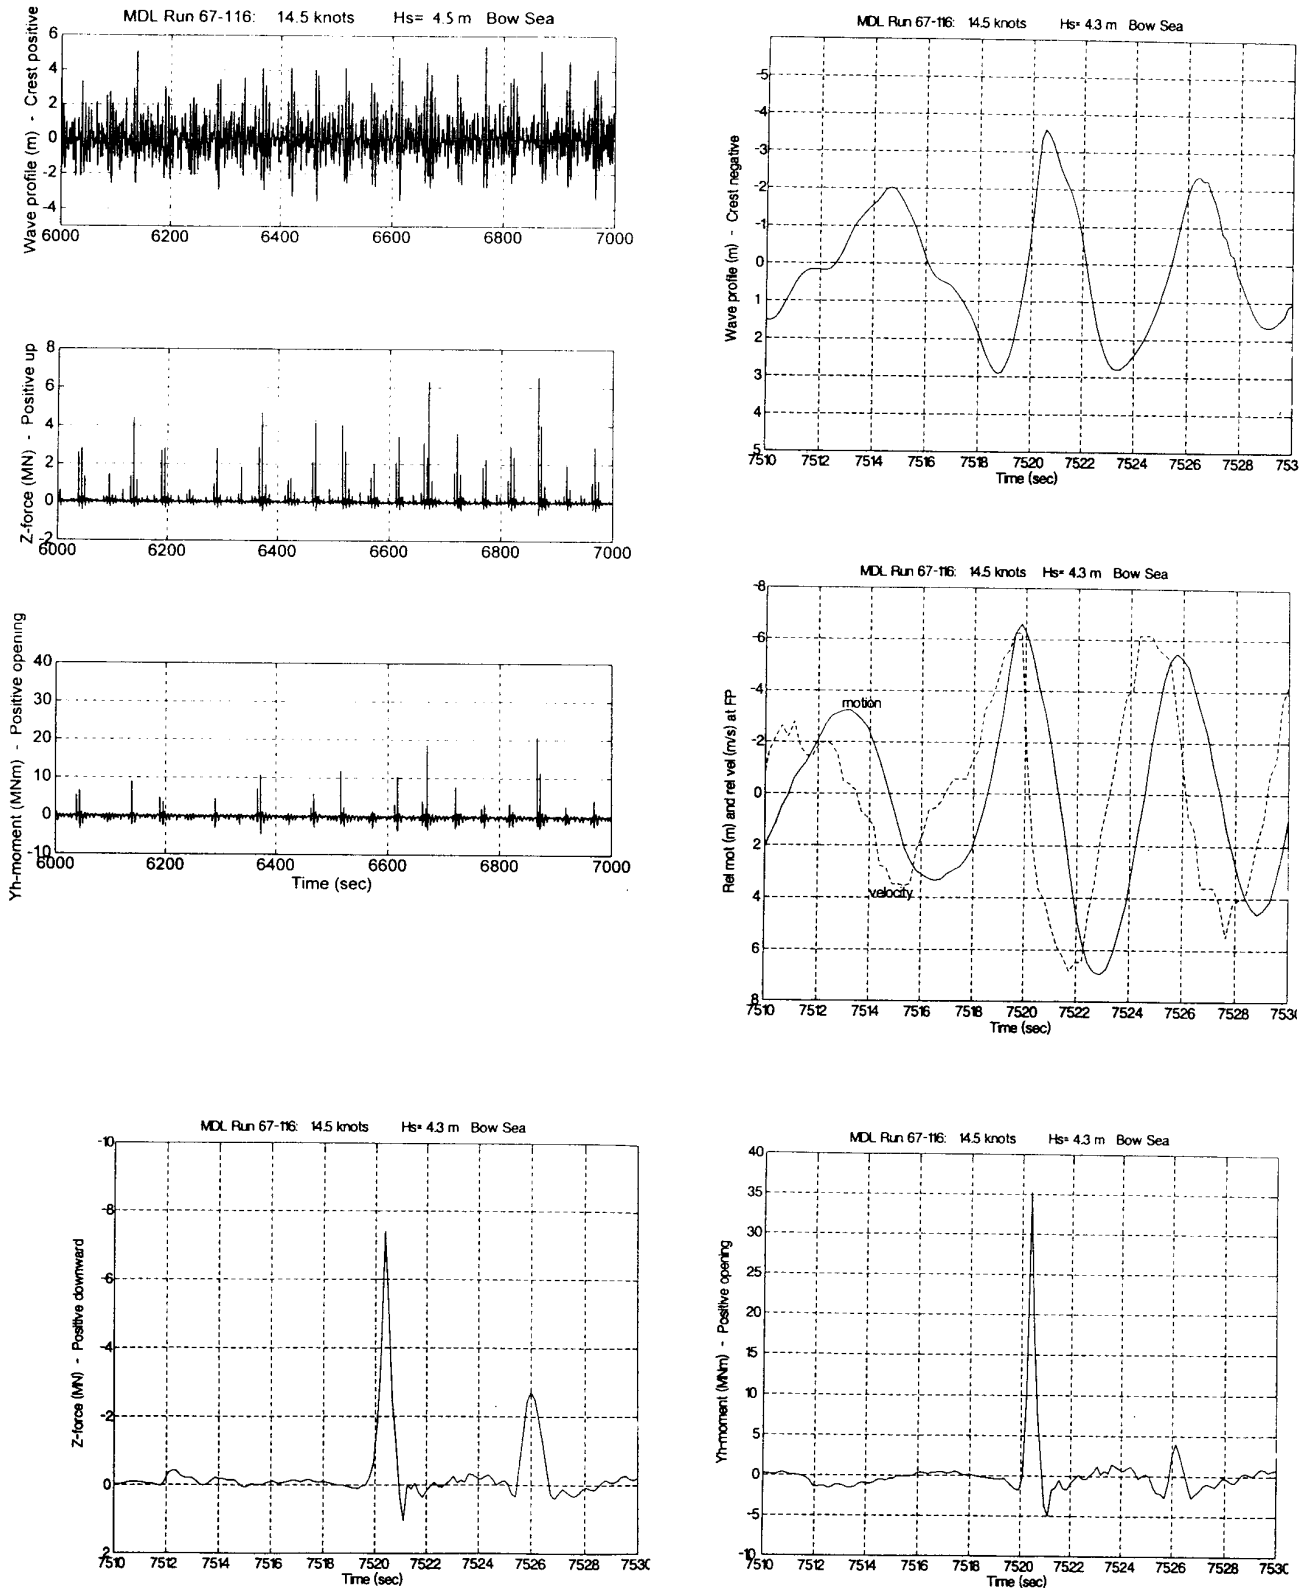 MDL Run 67-116: 14.5 knots Hs= 4.5 m Bow Sea
Wave profile (m) - Crest positive
6
4
2
0
-2
-4
6000 6200 6400 6600 6800 7000
Z-force (MN) - Positive up
8
6
4
2
0
-2
6000 6200 6400 6600 6800 7000
Yh-moment (MNm) - Positive opening
40
30
20
10
0
-10
6000 6200 6400 6600 6800 7000
Time (sec)
MDL Run 67-116: 14.5 knots Hs= 4.3 m Bow Sea
Wave profile (m) - Crest negative
-5
-4
-3
-2
-1
0
1
2
3
4
5
7510 7512 7514 7516 7518 7520 7522 7524 7526 7528 753
Time (sec)
MDL Run 67-116: 14.5 knots Hs= 4.3 m Bow Sea
Rel mot (m) and rel vel (m/s) at FP
-8
-6
-4
-2
0
2
4
6
8
motion
velocity
7510 7512 7514 7516 7518 7520 7522 7524 7526 7528 7530
Time (sec)
MDL Run 67-116: 14.5 knots Hs= 4.3 m Bow Sea
Z-force (MN) - Positive downward
-10
-8
-6
-4
-2
0
2
7510 7512 7514 7516 7518 7520 7522 7524 7526 7528 7530
Time (sec)
MDL Run 67-116: 14.5 knots Hs= 4.3 m Bow Sea
Yh-moment (MNm) - Positive opening
40
35
30
25
20
15
10
5
0
-5
-10
7510 7512 7514 7516 7518 7520 7522 7524 7526 7528 7530
Time (sec)